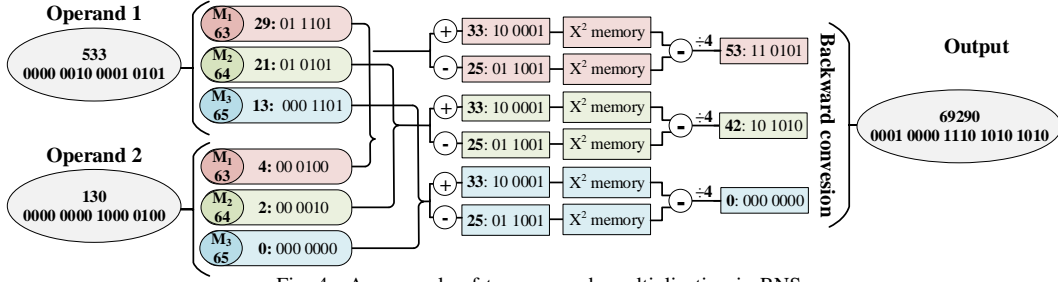 Operand 1
533
0000 0010 0001 0101
M1
63
29: 01 1101
M2
64
21: 01 0101
M3
65
13: 000 1101
Operand 2
130
0000 0000 1000 0100
M1
63
4: 00 0100
M2
64
2: 00 0010
M3
65
0: 000 0000
+
33: 10 0001
X² memory
-
25: 01 1001
X² memory
-
÷4
53: 11 0101
+
33: 10 0001
X² memory
-
25: 01 1001
X² memory
-
÷4
42: 10 1010
+
33: 10 0001
X² memory
-
25: 01 1001
X² memory
-
÷4
0: 000 0000
Backward convesion
Output
69290
0001 0000 1110 1010 1010